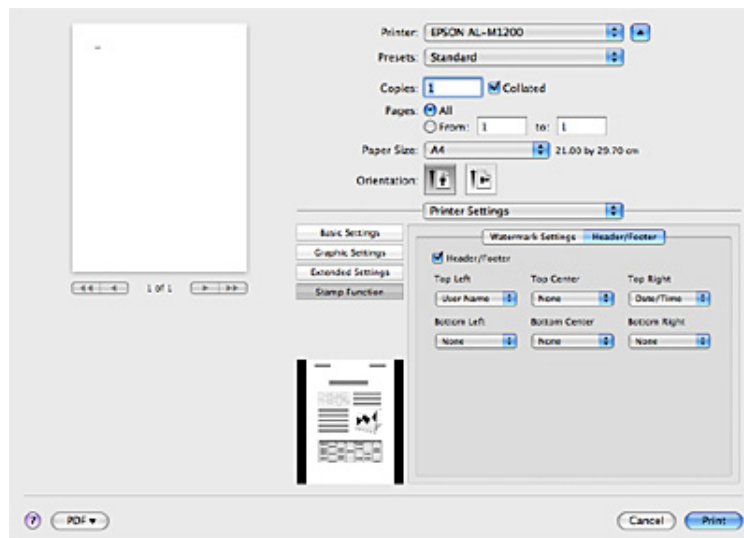 Printer: EPSON AL-M1200
Presets: Standard
Copies: 1 Collated
Pages: All
From: 1 to: 1
Paper Size: A4 21.00 by 29.70 cm
Orientation:
Printer Settings
Basic Settings
Graphic Settings
Extended Settings
Stamp Function
Watermark Settings Header/Footer
Header/Footer
Top Left Top Center Top Right
User Name None Date/Time
Bottom Left Bottom Center Bottom Right
None None None
1 of 1
? PDF Cancel Print